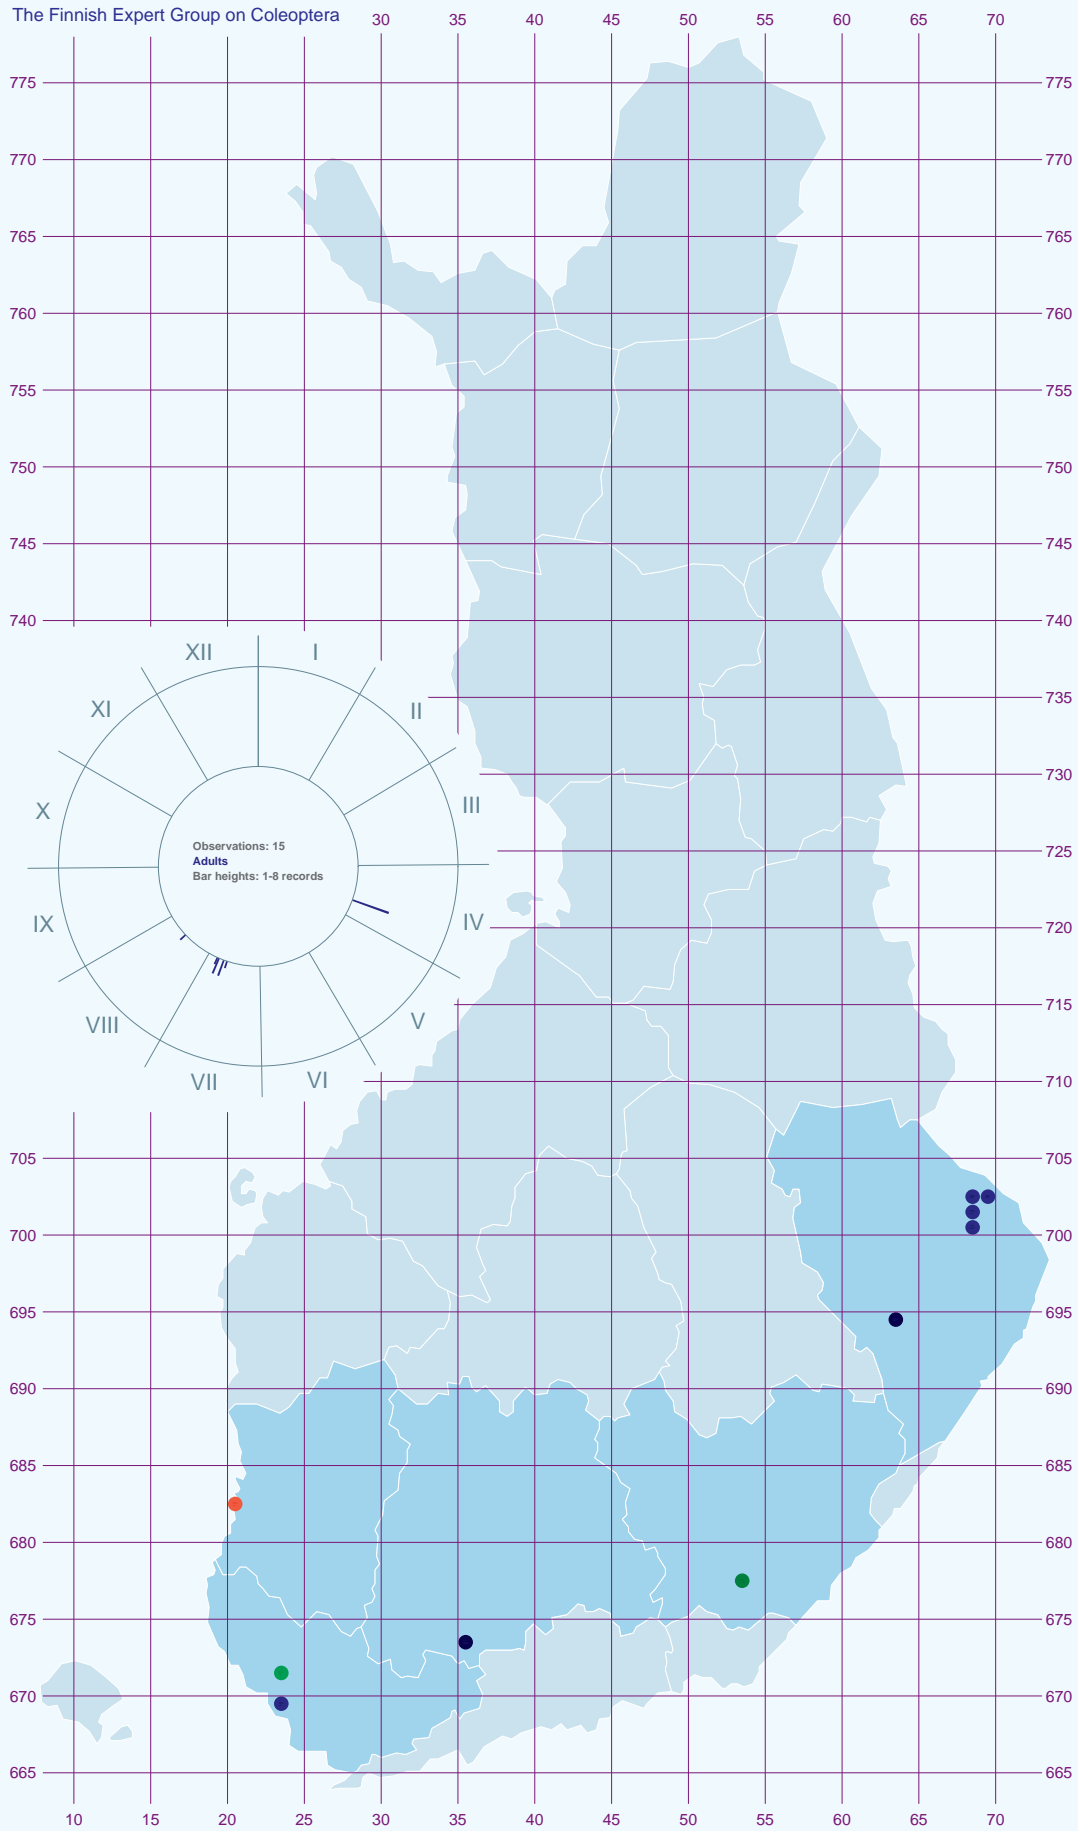 The Finnish Expert Group on Coleoptera
30 35 40 45 50 55 60 65 70
775 775
770 770
765 765
760 760
755 755
750 750
745 745
740 740
XII I
735
XI II
730
X III
Observations: 15
725
Adults
Bar heights: 1-8 records
IX IV 720
VIII V
715
VII VI 710
705 705
700 700
695 695
690 690
685 685
680 680
675 675
670 670
665 665
10 15 20 25 30 35 40 45 50 55 60 65 70